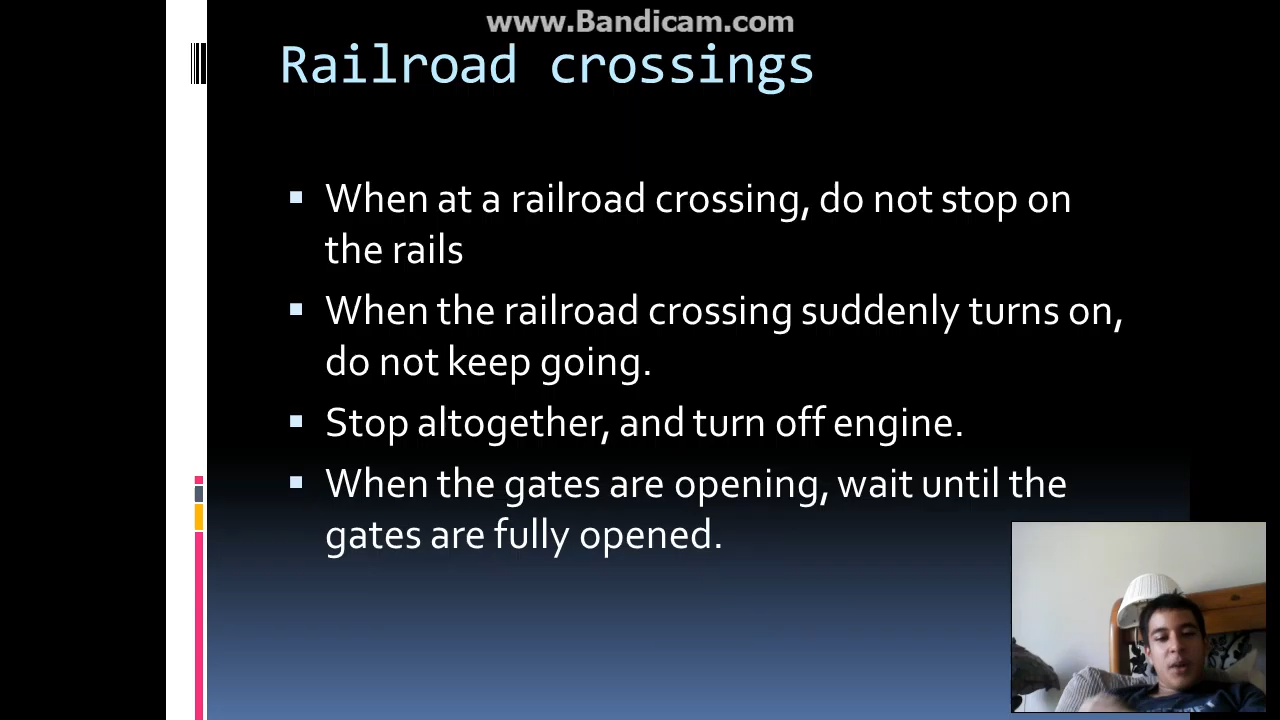 www.Bandicam.com
Railroad crossings
When at a railroad crossing, do not stop on
the rails
When the railroad crossing suddenly turns on,
do not keep going.
Stop altogether, and turn off engine.
When the gates are opening, wait until the
gates are fully opened.